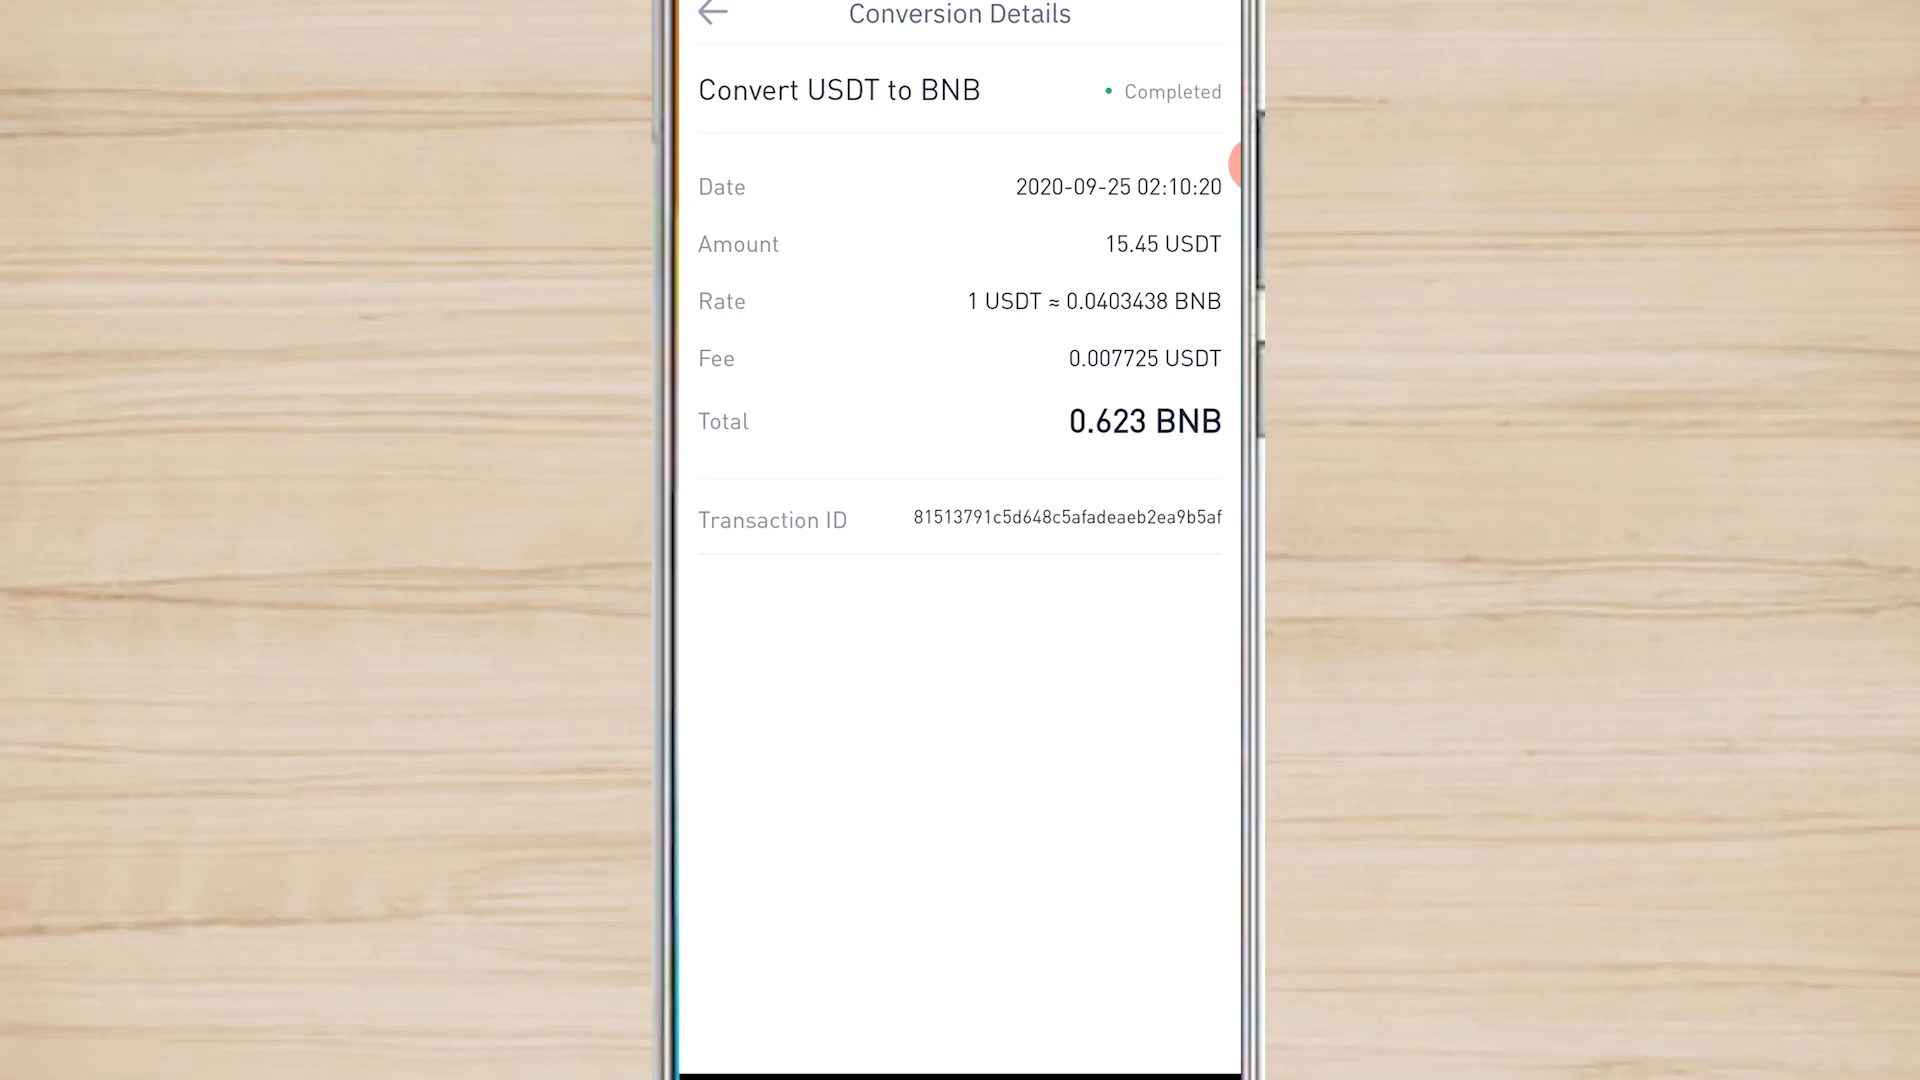 Conversion Details
Convert USDT to BNB
Completed
Date 2020-09-25 02:10:20
Amount 15.45 USDT
Rate 1 USDT ≈ 0.0403438 BNB
Fee 0.007725 USDT
Total 0.623 BNB
Transaction ID 81513791c5d648c5afadeaeb2ea9b5af